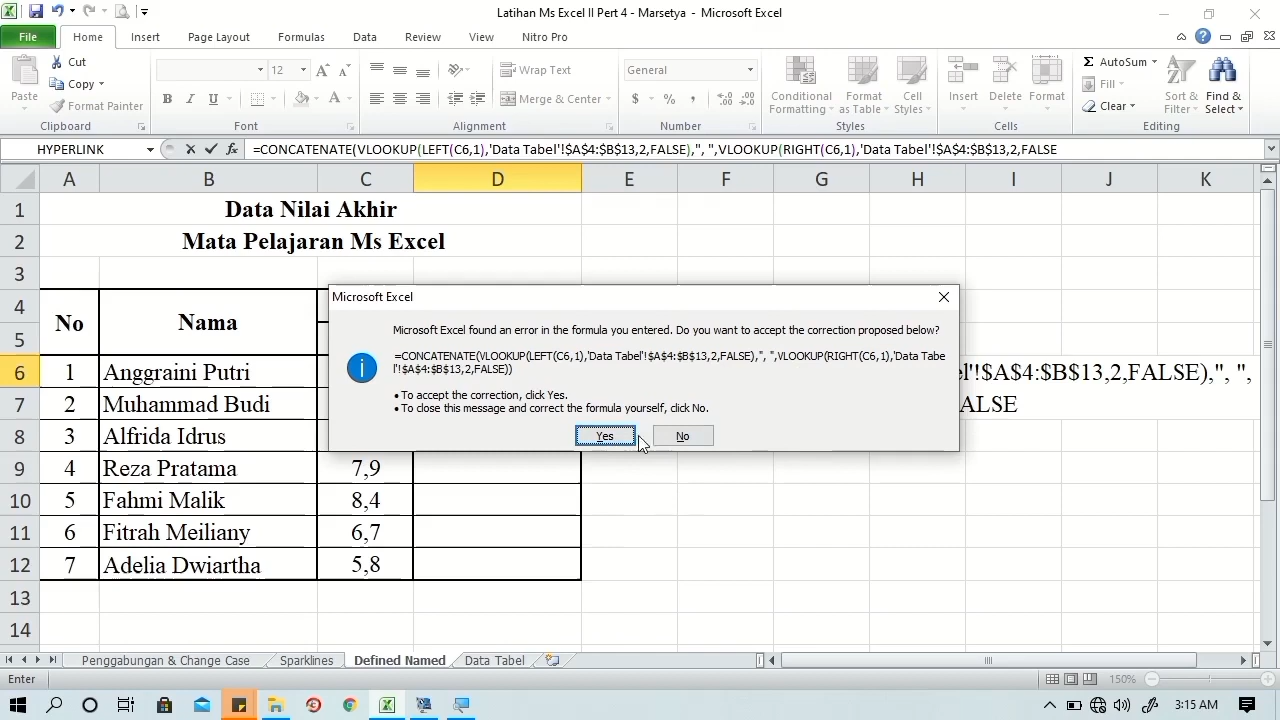 Latihan Ms Excel II Pert 4 - Marsetya - Microsoft Excel
File Home Insert Page Layout Formulas Data Review View Nitro Pro
Paste
Cut
Copy
Format Painter
Clipboard
12
A A
B I U
A
Font
Wrap Text
Merge & Center
Alignment
General
$ % ,
Number
Conditional Formatting
Format as Table
Cell Styles
Styles
Insert Delete Format
Cells
Σ AutoSum
Fill
Clear
Sort & Filter
Find & Select
Editing
HYPERLINK
fx
=CONCATENATE(VLOOKUP(LEFT(C6,1),'Data Tabel'!$A$4:$B$13,2,FALSE),", ",VLOOKUP(RIGHT(C6,1),'Data Tabel'!$A$4:$B$13,2,FALSE
A B C D E F G H I J K
1 Data Nilai Akhir
2 Mata Pelajaran Ms Excel
3
4
5
No Nama
6 1 Anggraini Putri
el'!$A$4:$B$13,2,FALSE),", ",
7 2 Muhammad Budi
ALSE
8 3 Alfrida Idrus
9 4 Reza Pratama 7,9
10 5 Fahmi Malik 8,4
11 6 Fitrah Meiliany 6,7
12 7 Adelia Dwiartha 5,8
13
14
Microsoft Excel
Microsoft Excel found an error in the formula you entered. Do you want to accept the correction proposed below?
=CONCATENATE(VLOOKUP(LEFT(C6,1),'Data Tabel'!$A$4:$B$13,2,FALSE),", ",VLOOKUP(RIGHT(C6,1),'Data Tabe
l'!$A$4:$B$13,2,FALSE))
• To accept the correction, click Yes.
• To close this message and correct the formula yourself, click No.
Yes No
Penggabungan & Change Case Sparklines Defined Named Data Tabel
Enter 150%
3:15 AM